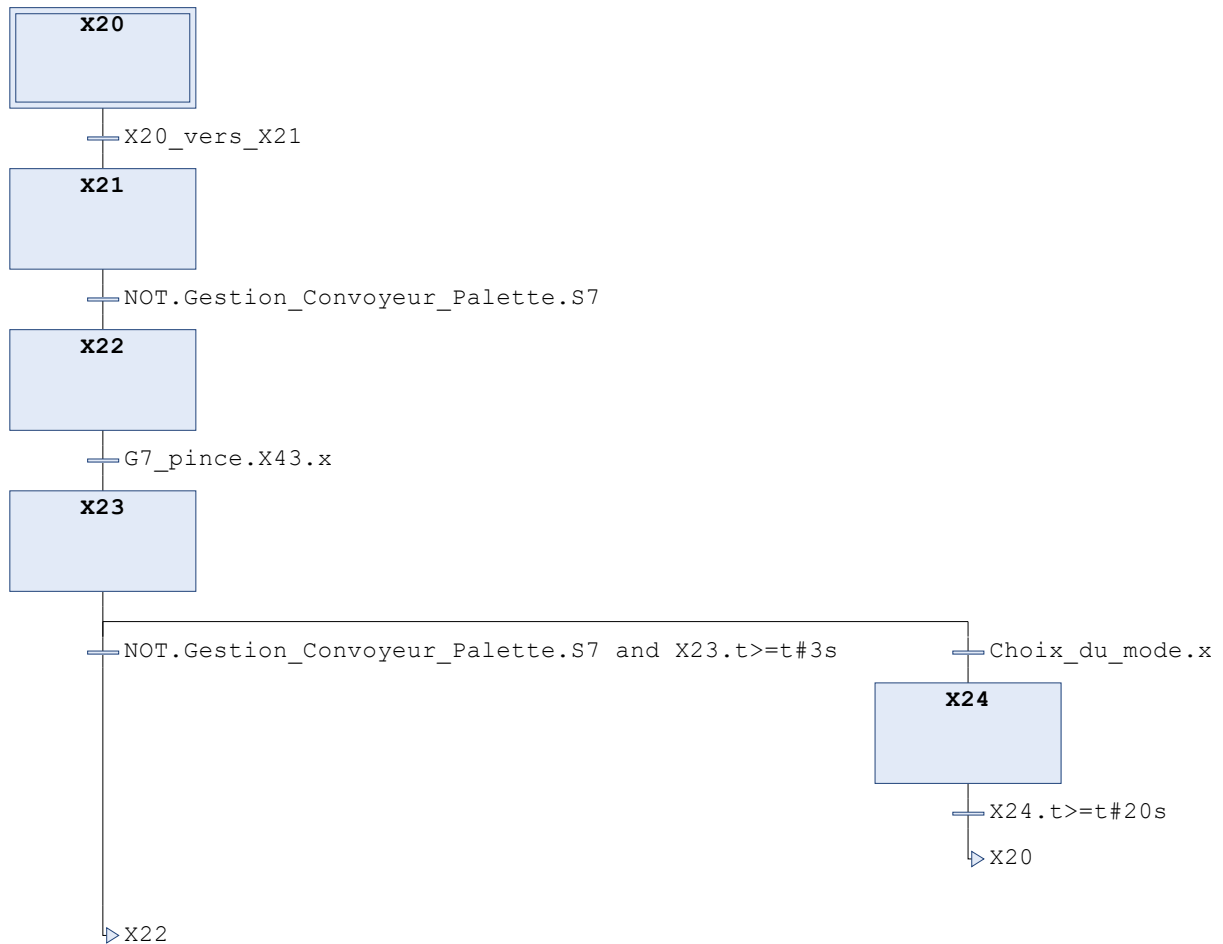 X20
X20_vers_X21
X21
NOT.Gestion_Convoyeur_Palette.S7
X22
G7_pince.X43.x
X23
NOT.Gestion_Convoyeur_Palette.S7 and X23.t>=t#3s
Choix_du_mode.x
X24
X24.t>=t#20s
X20
X22